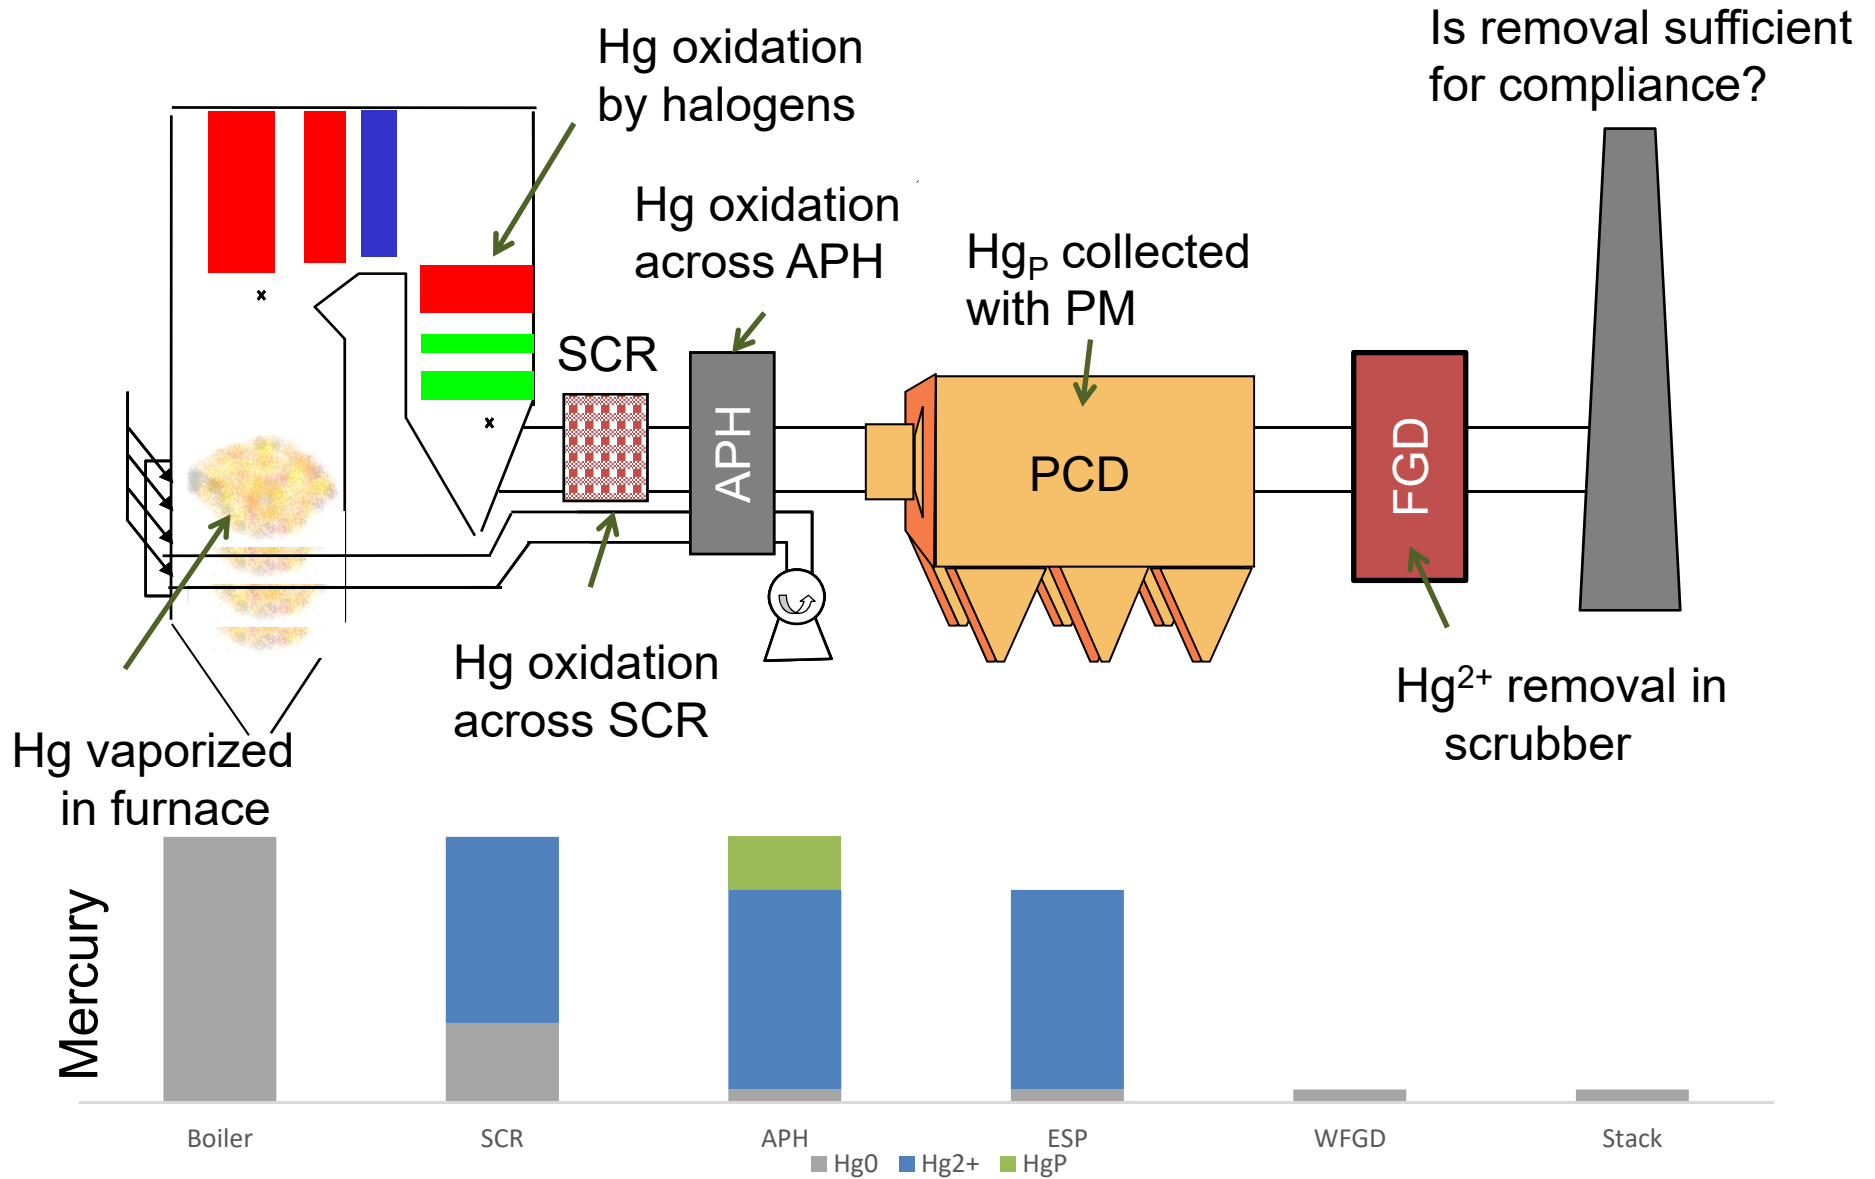 Hg oxidation
by halogens
Is removal sufficient
for compliance?
Hg oxidation
across APH
Hg_P collected
with PM
SCR
APH
PCD
FGD
Hg oxidation
across SCR
Hg²⁺ removal in
scrubber
Hg vaporized
in furnace
Mercury
Boiler SCR APH ESP WFGD Stack
Hg0 Hg2+ HgP